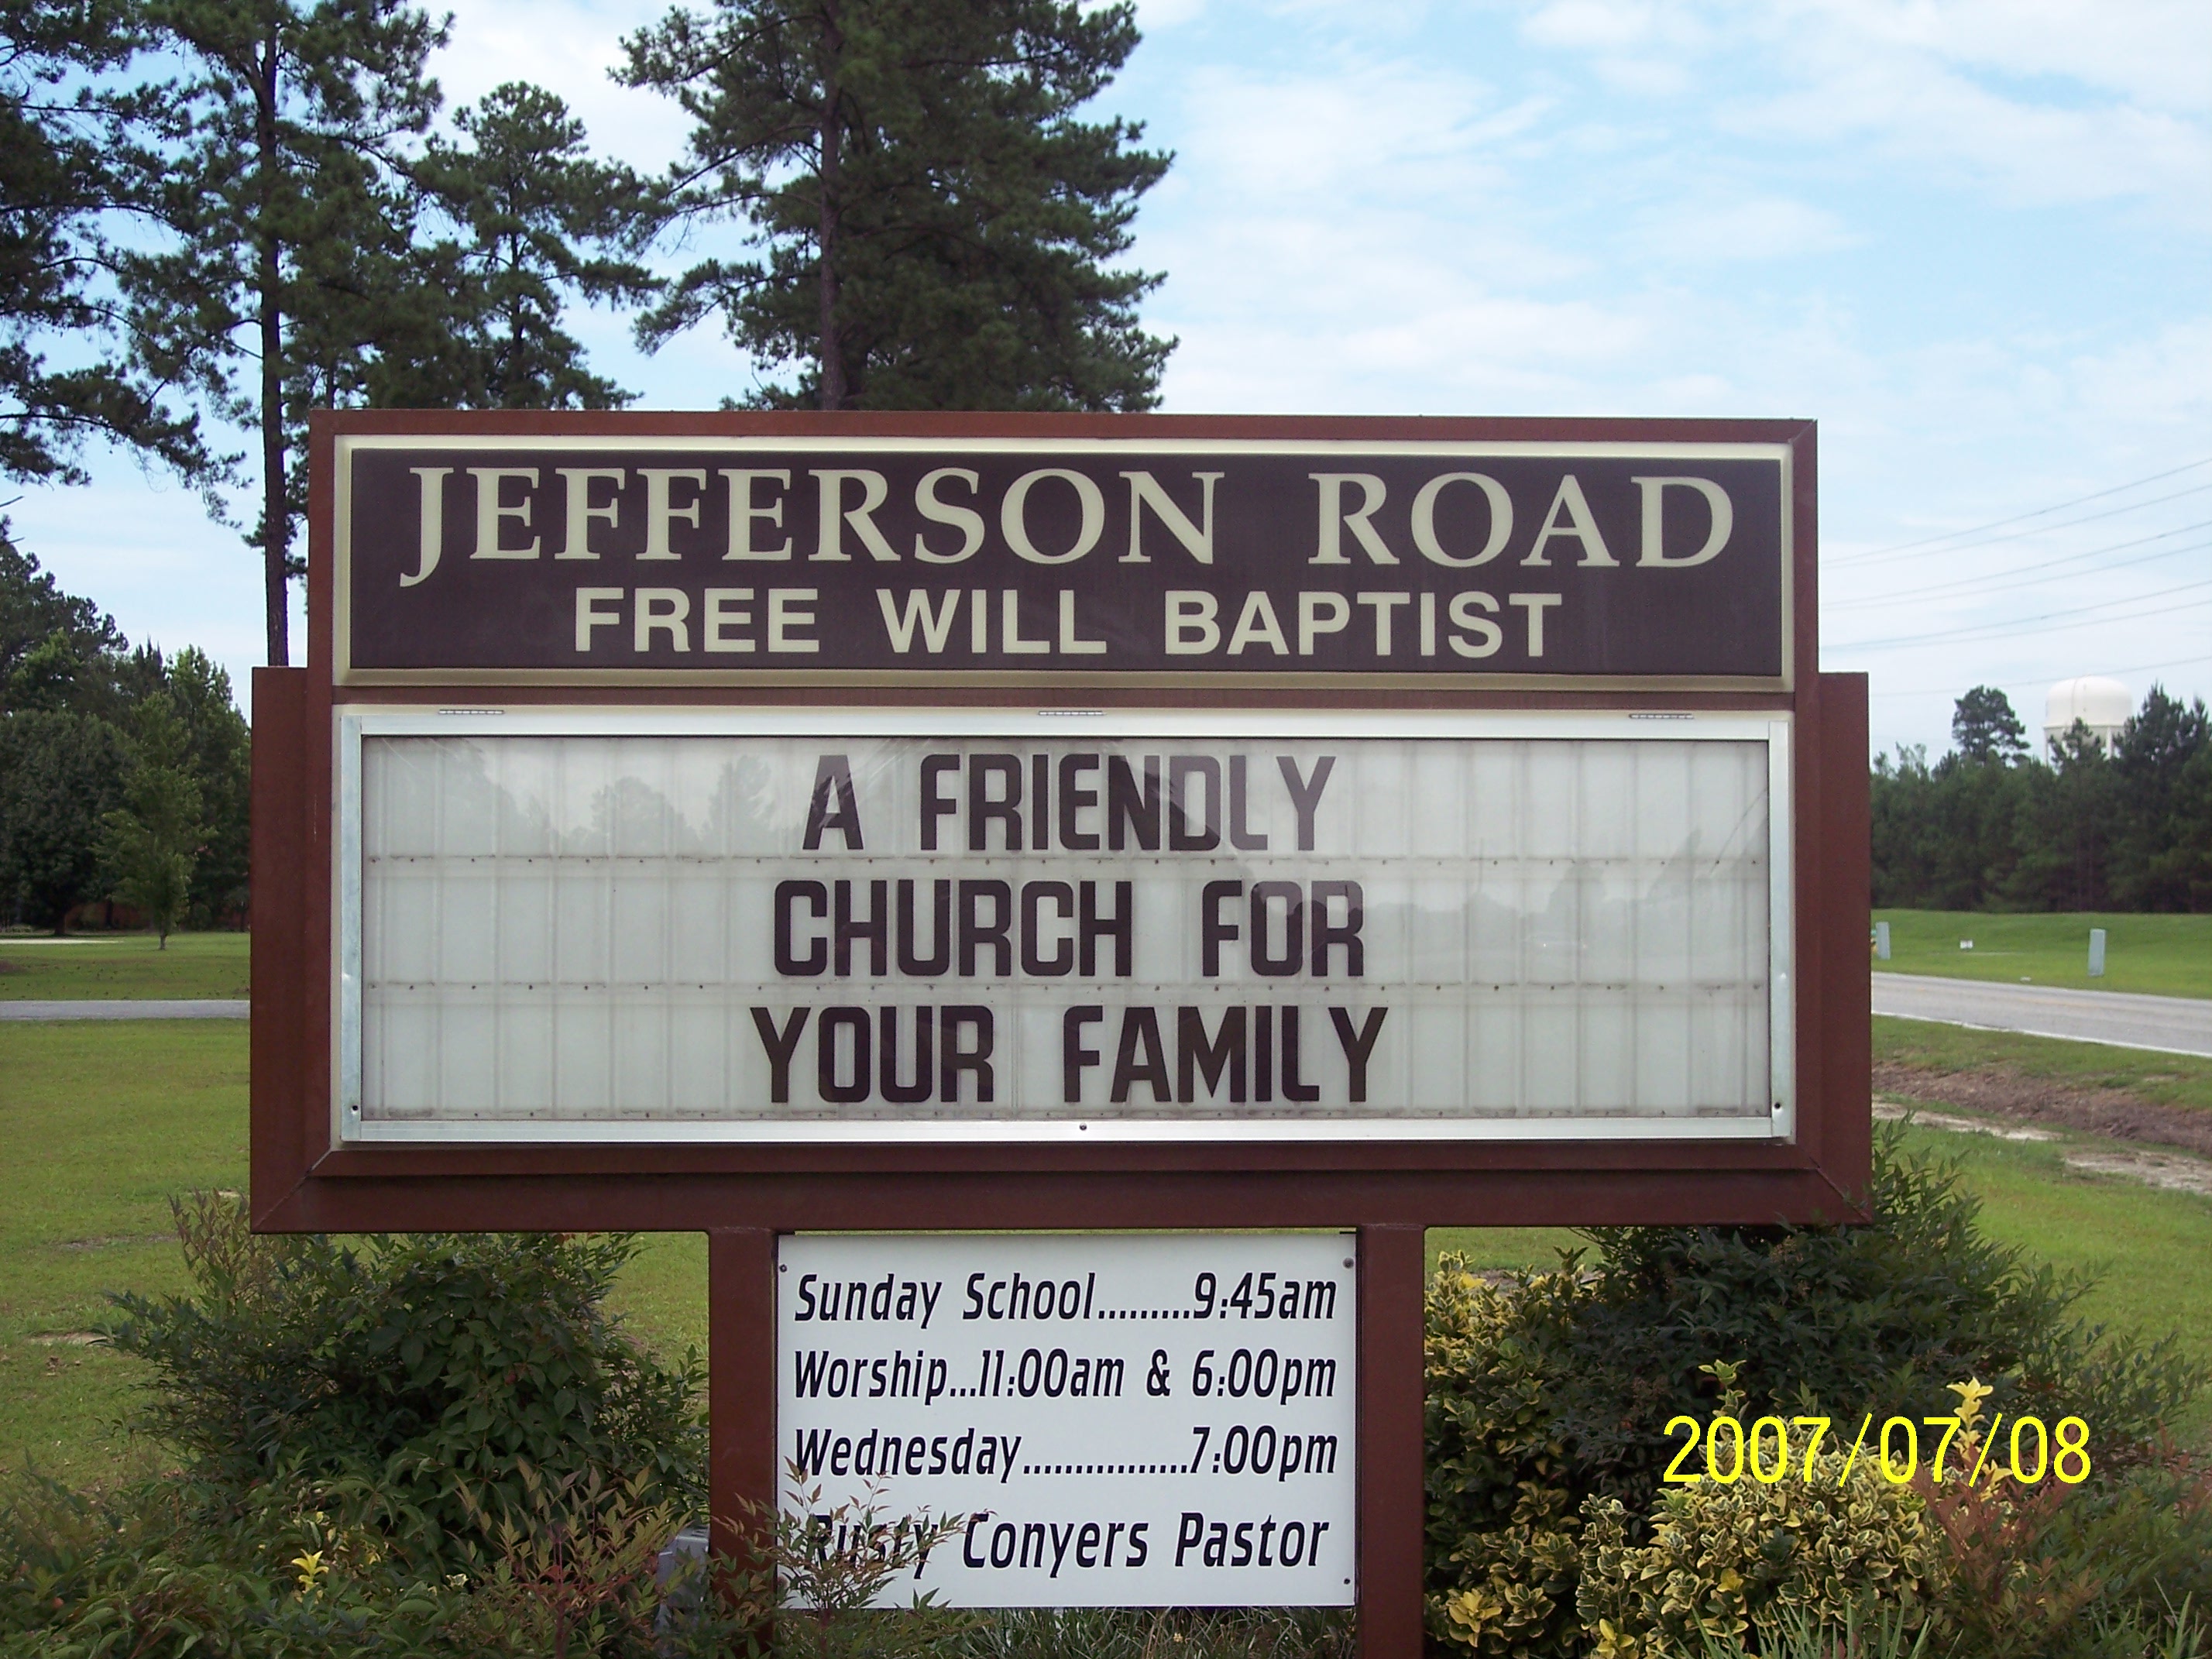 JEFFERSON ROAD
FREE WILL BAPTIST
A FRIENDLY
CHURCH FOR
YOUR FAMILY
Sunday School.........9:45am
Worship...11:00am & 6:00pm
Wednesday................7:00pm
Rusty Conyers Pastor
2007/07/08